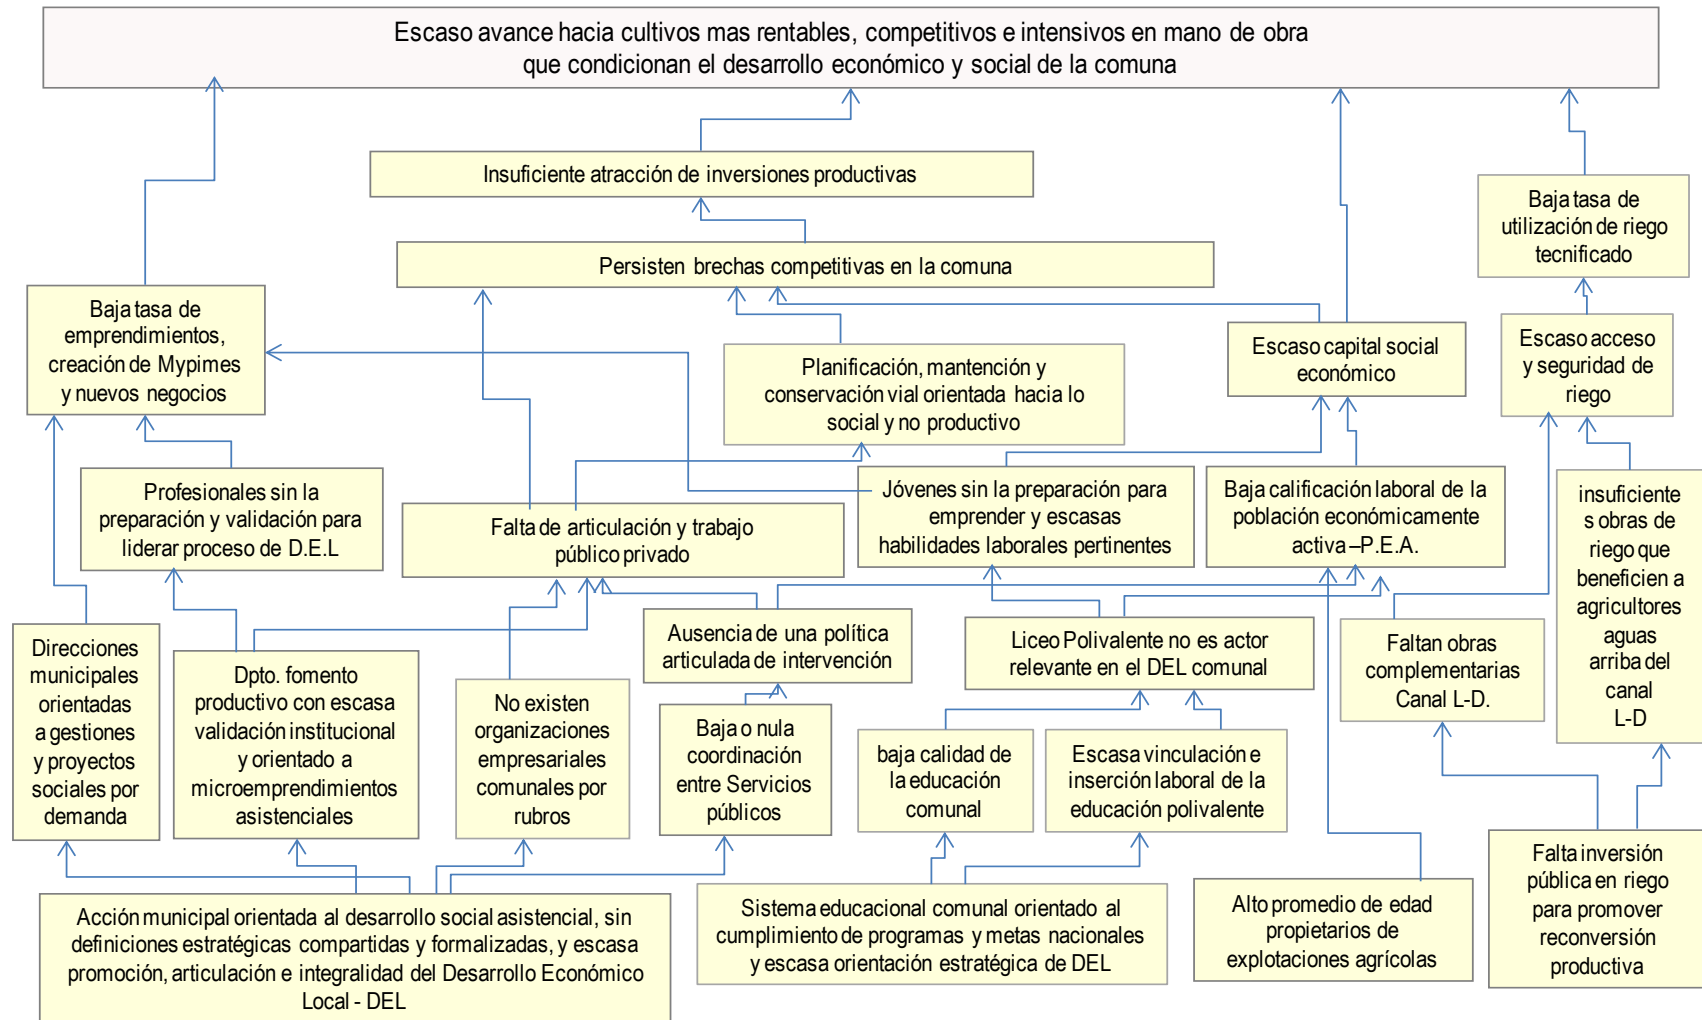 Escaso avance hacia cultivos mas rentables, competitivos e intensivos en mano de obra
que condicionan el desarrollo económico y social de la comuna
Insuficiente atracción de inversiones productivas
Baja tasa de
utilización de riego
tecnificado
Persisten brechas competitivas en la comuna
Baja tasa de
emprendimientos,
creación de Mypimes
y nuevos negocios
Planificación, mantención y
conservación vial orientada hacia lo
social y no productivo
Escaso capital social
económico
Escaso acceso
y seguridad de
riego
Profesionales sin la
preparación y validación para
liderar proceso de D.E.L
Falta de articulación y trabajo
público privado
Jóvenes sin la preparación para
emprender y escasas
habilidades laborales pertinentes
Baja calificación laboral de la
población económicamente
activa –P.E.A.
insuficiente
s obras de
riego que
beneficien a
agricultores
aguas
arriba del
canal
L-D
Direcciones
municipales
orientadas
a gestiones
y proyectos
sociales por
demanda
Dpto. fomento
productivo con escasa
validación institucional
y orientado a
microemprendimientos
asistenciales
No existen
organizaciones
empresariales
comunales por
rubros
Ausencia de una política
articulada de intervención
Baja o nula
coordinación
entre Servicios
públicos
Liceo Polivalente no es actor
relevante en el DEL comunal
baja calidad de
la educación
comunal
Escasa vinculación e
inserción laboral de la
educación polivalente
Faltan obras
complementarias
Canal L-D.
Acción municipal orientada al desarrollo social asistencial, sin
definiciones estratégicas compartidas y formalizadas, y escasa
promoción, articulación e integralidad del Desarrollo Económico
Local - DEL
Sistema educacional comunal orientado al
cumplimiento de programas y metas nacionales
y escasa orientación estratégica de DEL
Alto promedio de edad
propietarios de
explotaciones agrícolas
Falta inversión
pública en riego
para promover
reconversión
productiva